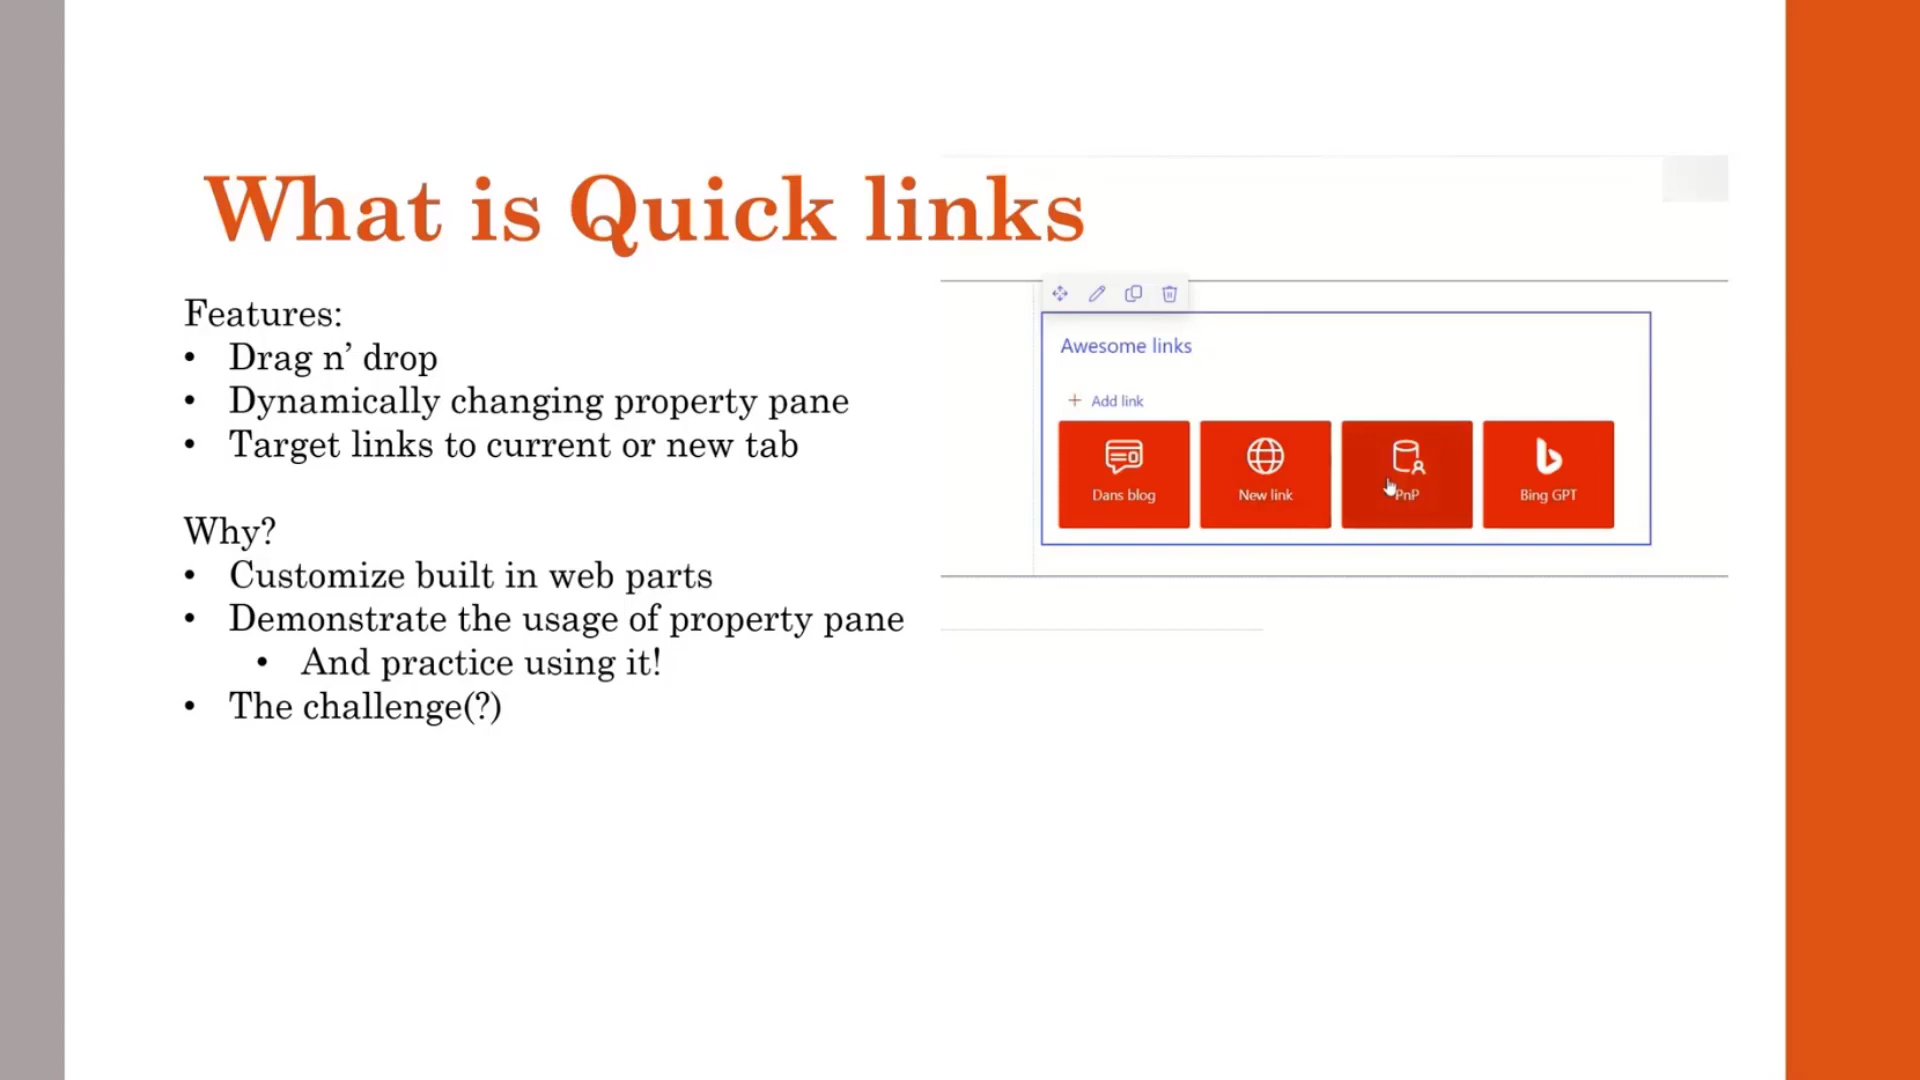 What is Quick links
Features:
• Drag n’ drop
• Dynamically changing property pane
• Target links to current or new tab
Why?
• Customize built in web parts
• Demonstrate the usage of property pane
• And practice using it!
• The challenge(?)
Awesome links
+ Add link
Dans blog
New link
PnP
Bing GPT